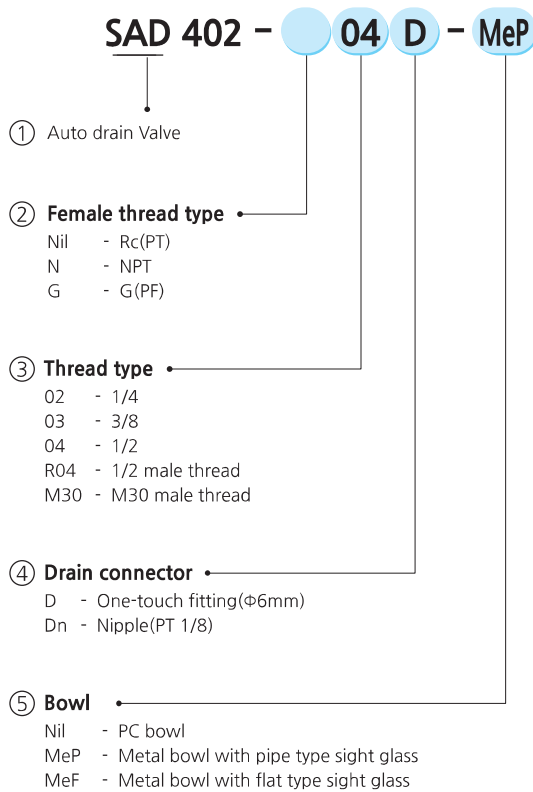 SAD 402 - 04 D - MeP
① Auto drain Valve
② Female thread type
Nil - Rc(PT)
N - NPT
G - G(PF)
③ Thread type
02 - 1/4
03 - 3/8
04 - 1/2
R04 - 1/2 male thread
M30 - M30 male thread
④ Drain connector
D - One-touch fitting(Φ6mm)
Dn - Nipple(PT 1/8)
⑤ Bowl
Nil - PC bowl
MeP - Metal bowl with pipe type sight glass
MeF - Metal bowl with flat type sight glass